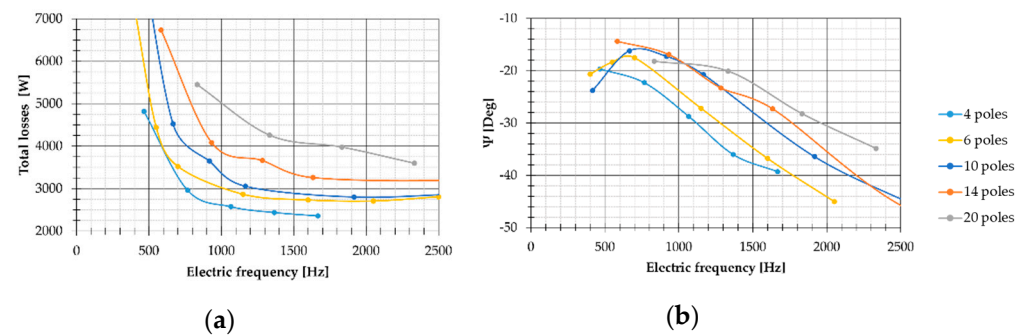 7000
6000
5000
4000
3000
2000
Total losses [W]
0
500
1000
1500
2000
2500
Electric frequency [Hz]
(a)
-10
-20
-30
-40
-50
Ψ [Deg]
0
500
1000
1500
2000
2500
Electric frequency [Hz]
(b)
4 poles
6 poles
10 poles
14 poles
20 poles